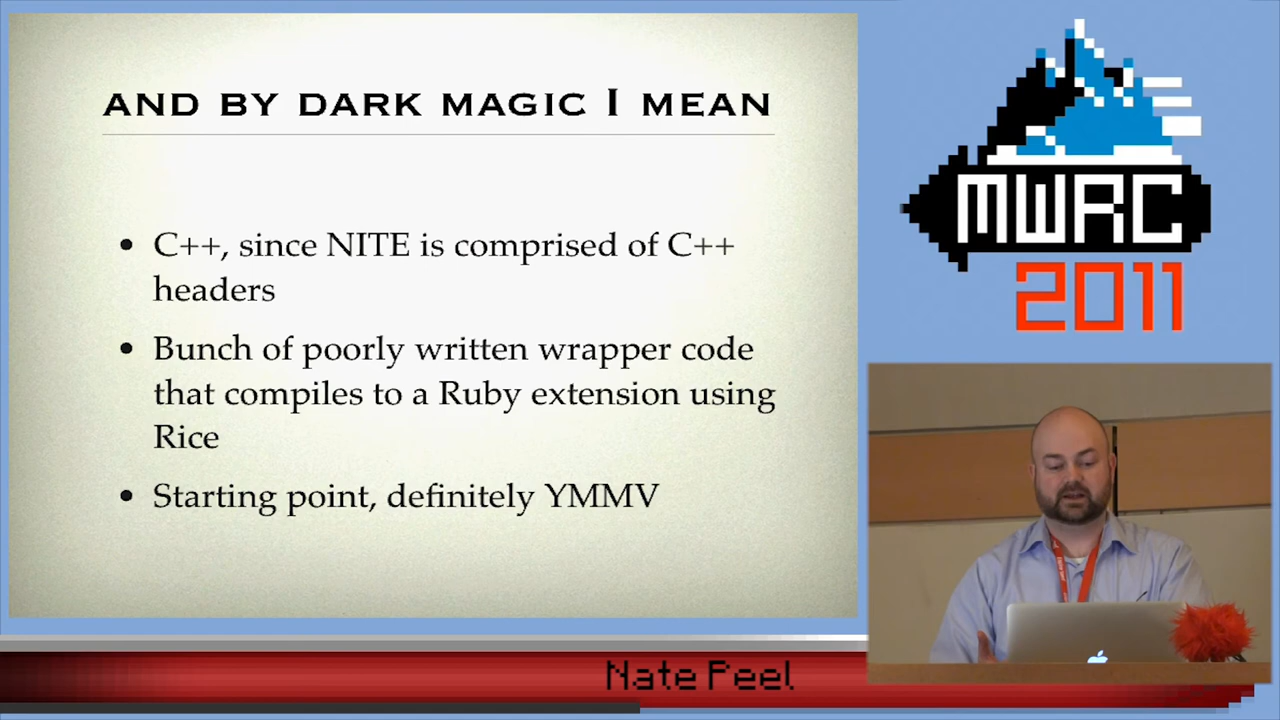 AND BY DARK MAGIC I MEAN
• C++, since NITE is comprised of C++
headers
• Bunch of poorly written wrapper code
that compiles to a Ruby extension using
Rice
• Starting point, definitely YMMV
MWRC
2011
Nate Peel